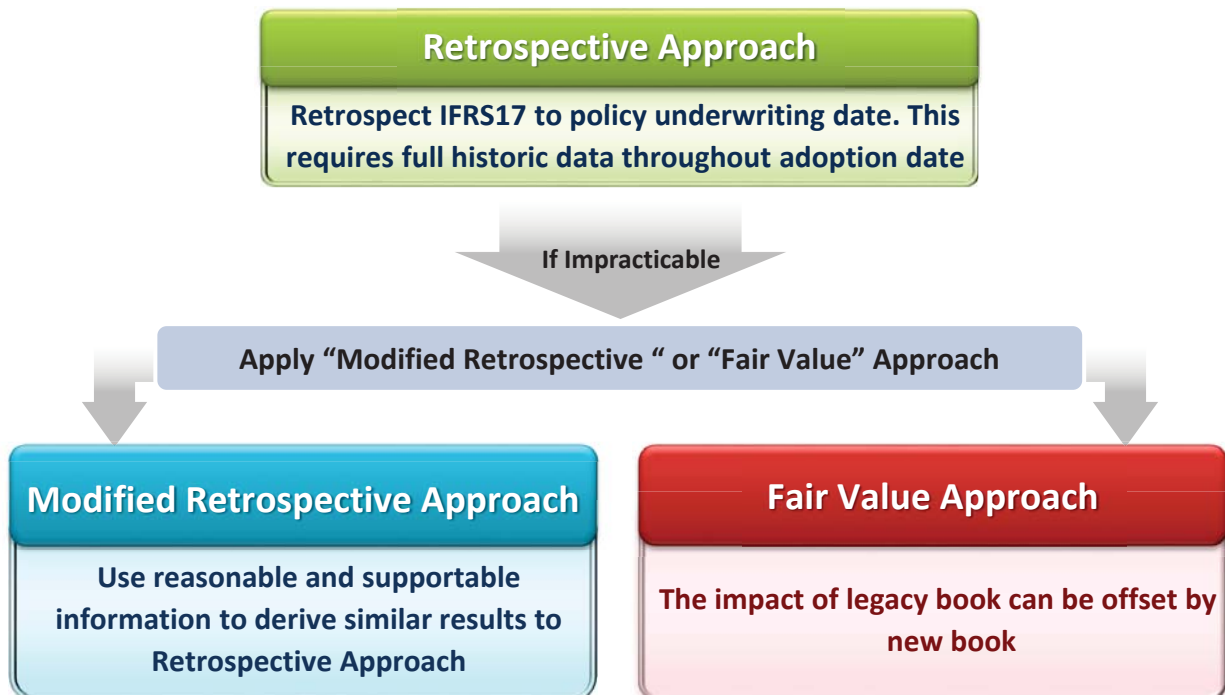 Retrospective Approach
Retrospect IFRS17 to policy underwriting date. This
requires full historic data throughout adoption date
If Impracticable
Apply “Modified Retrospective “ or “Fair Value” Approach
Modified Retrospective Approach
Use reasonable and supportable
information to derive similar results to
Retrospective Approach
Fair Value Approach
The impact of legacy book can be offset by
new book